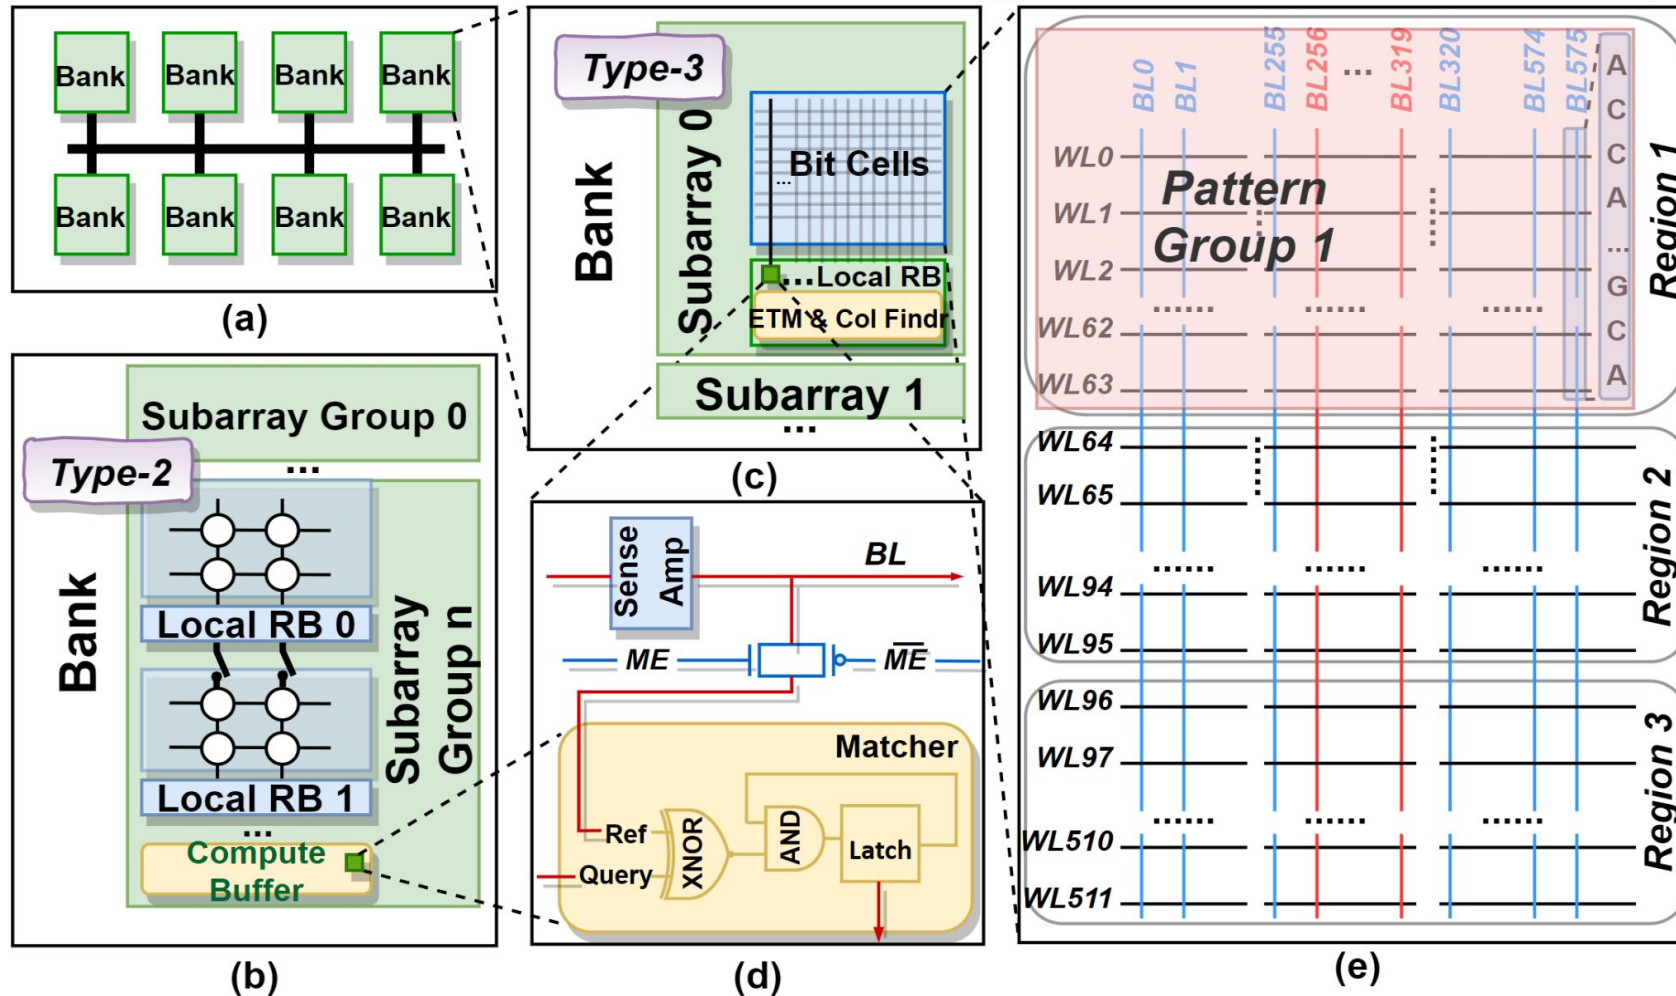 Bank Bank Bank Bank
Bank Bank Bank Bank
(a)
Bank
Subarray Group 0
...
Type-2
Local RB 0
Local RB 1
...
Compute
Buffer
Subarray
Group n
(b)
Bank
Type-3
Subarray 0
Bit Cells
...
...Local RB
ETM & Col Findr
Subarray 1
...
(c)
Sense
Amp
BL
ME
ME
Matcher
Ref
Query
XNOR
AND
Latch
(d)
BL0
BL1
BL255
BL256
...
BL319
BL320
BL574
BL575
A
C
C
A
...
G
C
A
Pattern
Group 1
WL0
WL1
WL2
WL62
WL63
Region 1
WL64
WL65
WL94
WL95
Region 2
WL96
WL97
WL510
WL511
Region 3
(e)